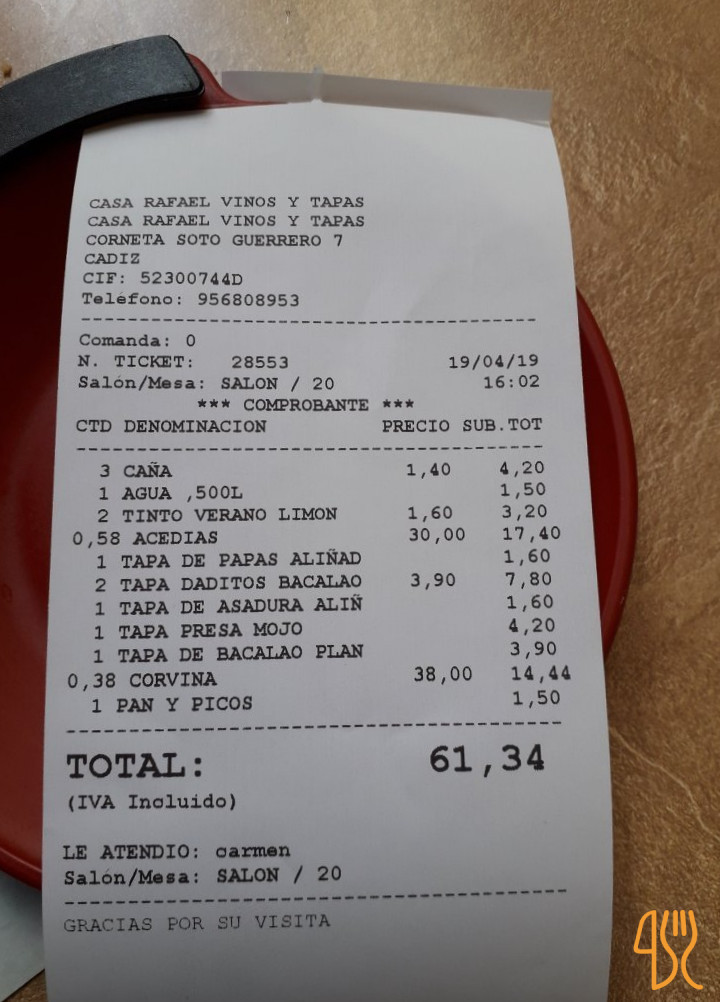 CASA RAFAEL VINOS Y TAPAS
CASA RAFAEL VINOS Y TAPAS
CORNETA SOTO GUERRERO 7
CADIZ
CIF: 52300744D
Teléfono: 956808953
Comanda: 0
N. TICKET: 28553 19/04/19
Salón/Mesa: SALON / 20 16:02
*** COMPROBANTE ***
CTD DENOMINACION PRECIO SUB.TOT
3 CAÑA 1,40 4,20
1 AGUA ,500L 1,50
2 TINTO VERANO LIMON 1,60 3,20
0,58 ACEDIAS 30,00 17,40
1 TAPA DE PAPAS ALIÑAD 1,60
2 TAPA DADITOS BACALAO 3,90 7,80
1 TAPA DE ASADURA ALIÑ 1,60
1 TAPA PRESA MOJO 4,20
1 TAPA DE BACALAO PLAN 3,90
0,38 CORVINA 38,00 14,44
1 PAN Y PICOS 1,50
TOTAL: 61,34
(IVA Incluido)
LE ATENDIO: carmen
Salón/Mesa: SALON / 20
GRACIAS POR SU VISITA